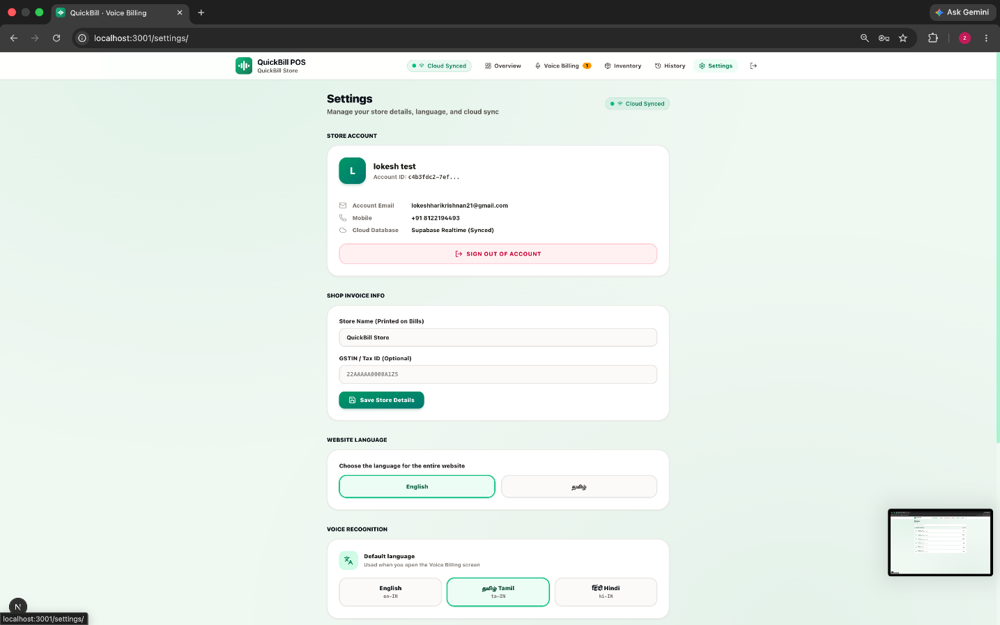 QuickBill · Voice Billing
Ask Gemini
localhost:3001/settings/
z
QuickBill POS
QuickBill Store
Cloud Synced
Overview
Voice Billing 1
Inventory
History
Settings
Settings
Manage your store details, language, and cloud sync
Cloud Synced
STORE ACCOUNT
L
lokesh test
Account ID: c4b3fdc2-7ef...
Account Email lokeshharikrishnan21@gmail.com
Mobile +91 8122194493
Cloud Database Supabase Realtime (Synced)
SIGN OUT OF ACCOUNT
SHOP INVOICE INFO
Store Name (Printed on Bills)
QuickBill Store
GSTIN / Tax ID (Optional)
22AAAAA0000A1Z5
Save Store Details
WEBSITE LANGUAGE
Choose the language for the entire website
English
தமிழ்
VOICE RECOGNITION
Default language
Used when you open the Voice Billing screen
English
en-IN
தமிழ் Tamil
ta-IN
हिंदी Hindi
hi-IN
N
localhost:3001/settings/